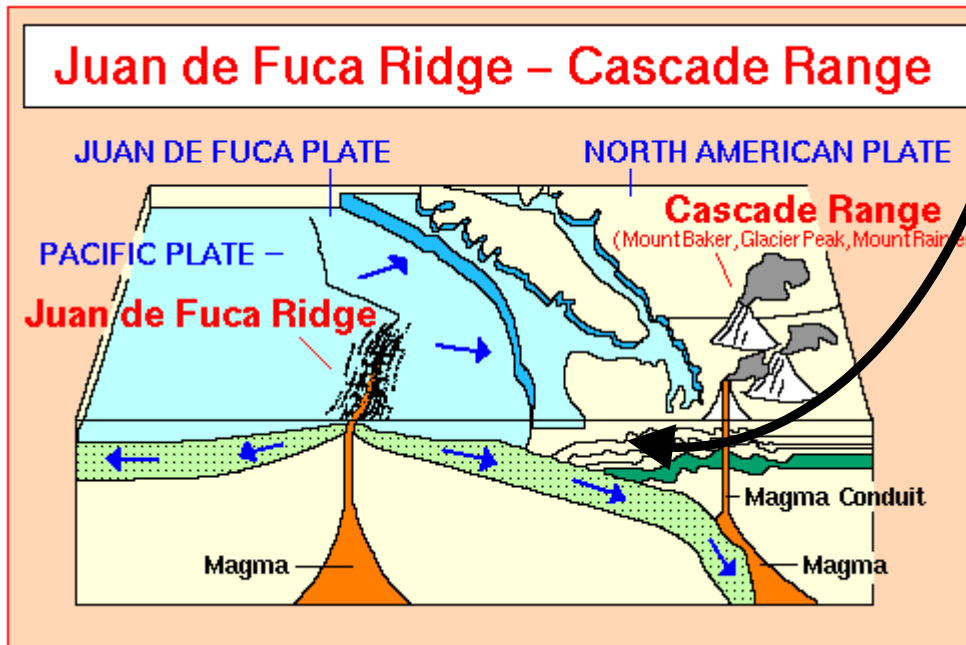 Juan de Fuca Ridge – Cascade Range
JUAN DE FUCA PLATE
NORTH AMERICAN PLATE
Cascade Range
(Mount Baker, Glacier Peak, Mount
PACIFIC PLATE –
Juan de Fuca Ridge
Magma Conduit
Magma
Magma